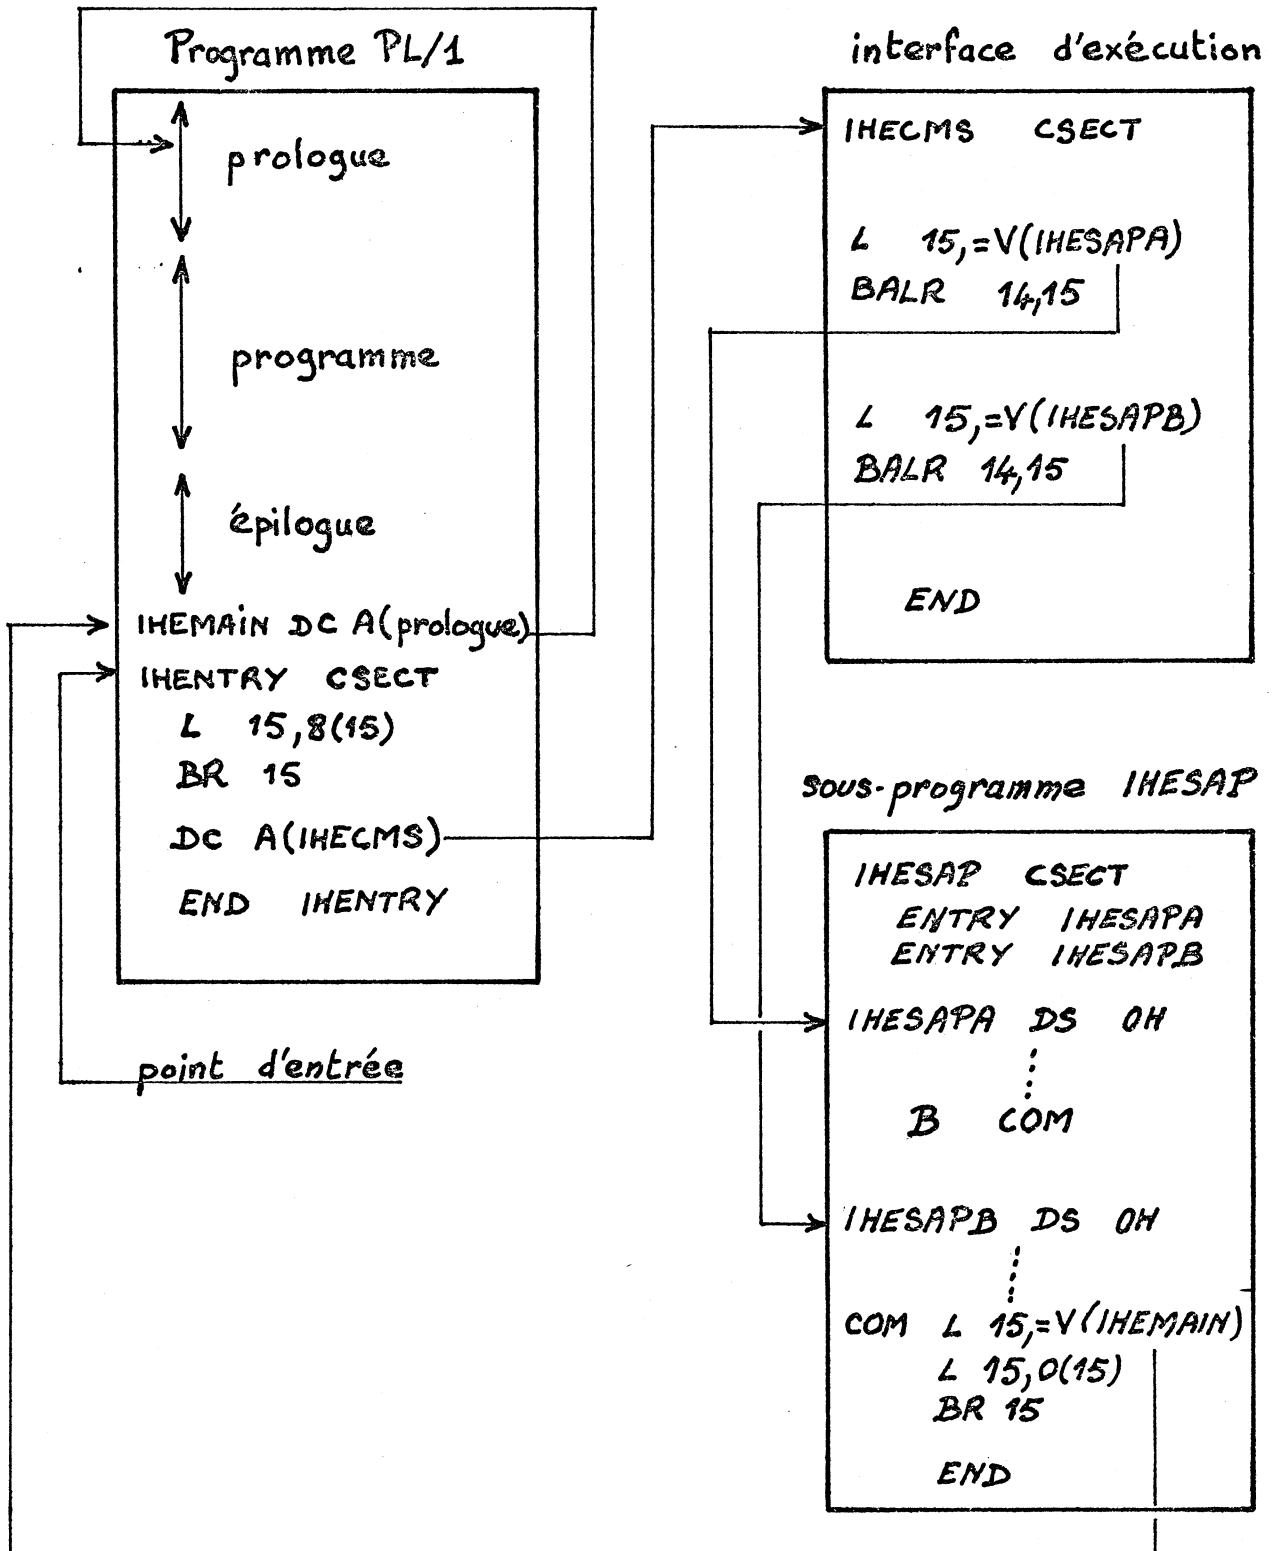 Programme PL/1
prologue
programme
épilogue
IHEMAIN DC A(prologue)
IHENTRY CSECT
L 15,8(15)
BR 15
DC A(IHECMS)
END IHENTRY
point d'entrée
interface d'exécution
IHECMS CSECT
L 15,=V(IHESAPA)
BALR 14,15
L 15,=V(IHESAPB)
BALR 14,15
END
sous-programme IHESAP
IHESAP CSECT
ENTRY IHESAPA
ENTRY IHESAPB
IHESAPA DS OH
B COM
IHESAPB DS OH
COM L 15,=V(IHEMAIN)
L 15,0(15)
BR 15
END